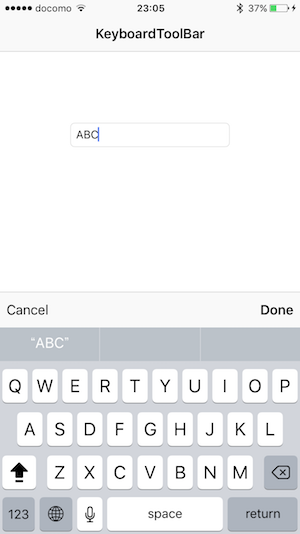 docomo 23:05 37%
KeyboardToolBar
ABC
Cancel Done
“ABC”
Q W E R T Y U I O P
A S D F G H J K L
Z X C V B N M
123 space return